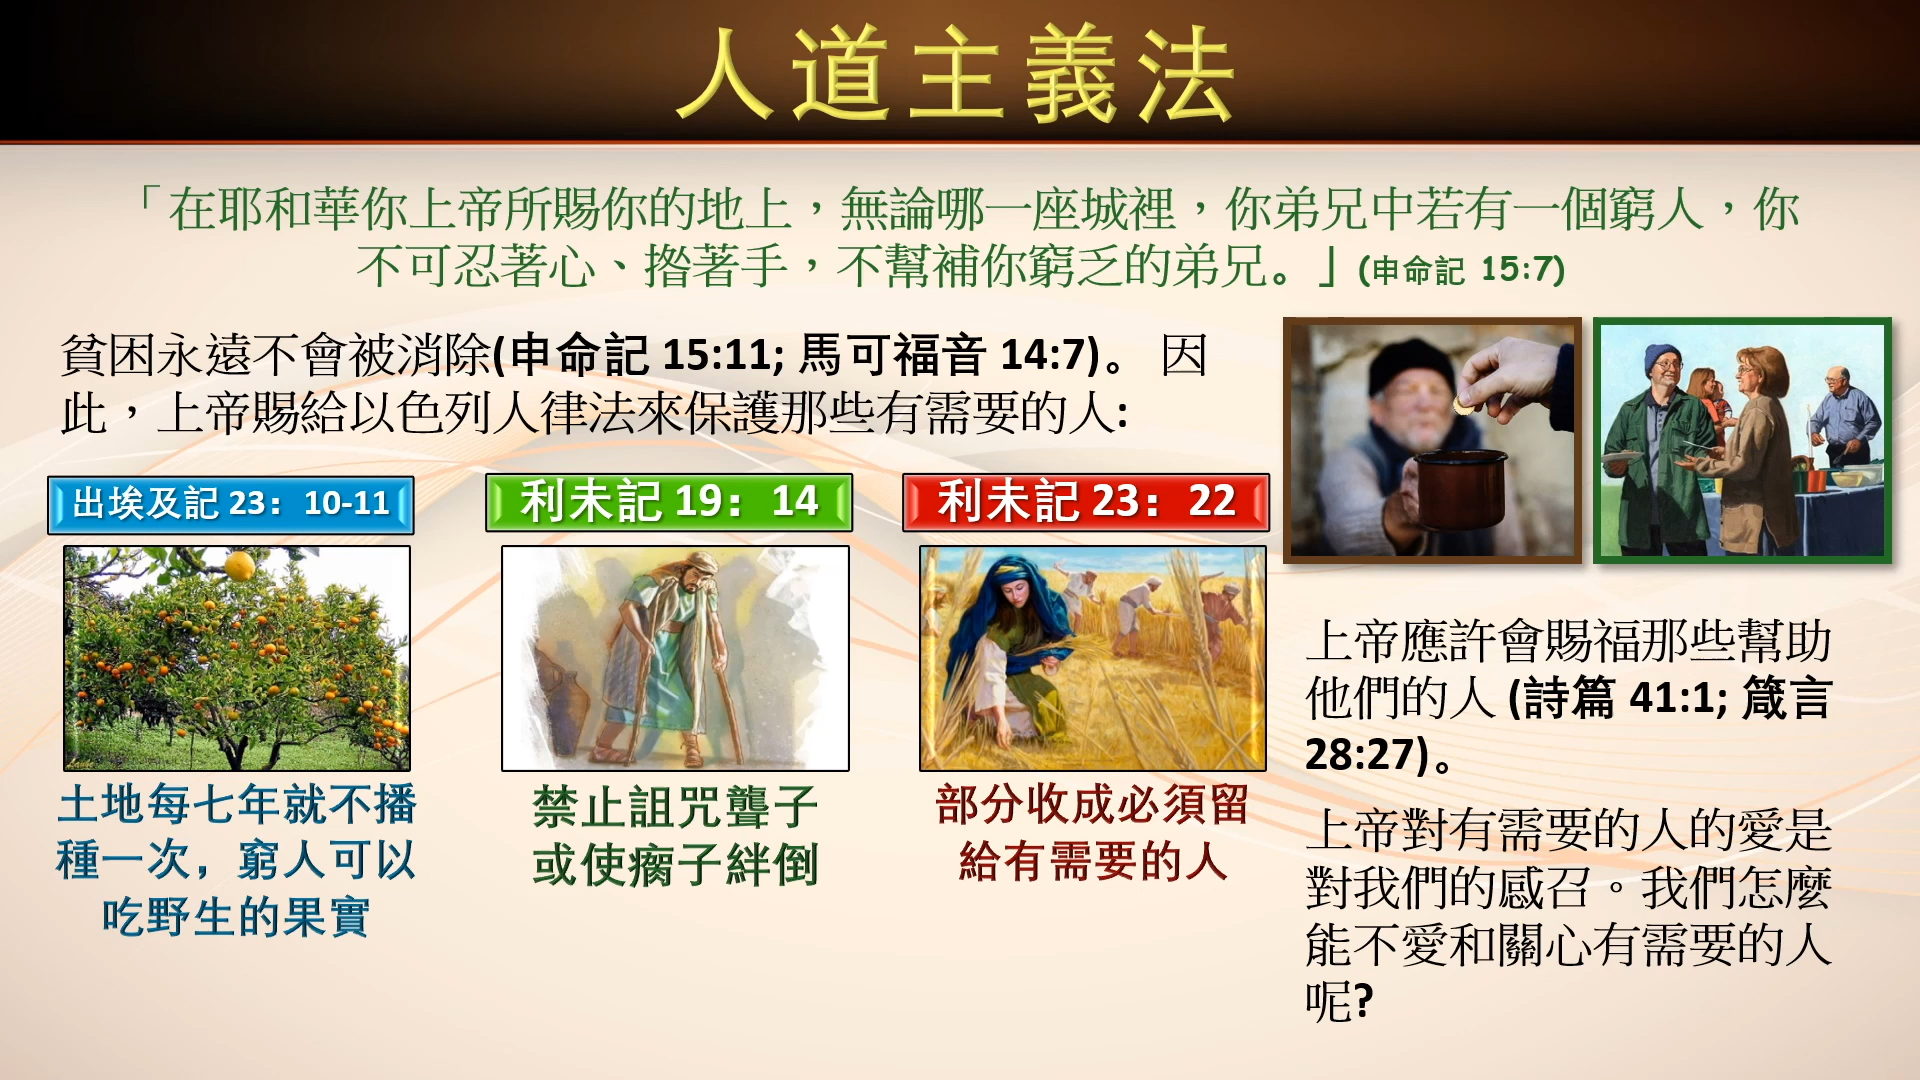 人道主義法
「在耶和華你上帝所賜你的地上，無論哪一座城裡，你弟兄中若有一個窮人，你
不可忍著心、揝著手，不幫補你窮乏的弟兄。」(申命記 15:7)
貧困永遠不會被消除(申命記 15:11; 馬可福音 14:7)。 因
此，上帝賜給以色列人律法來保護那些有需要的人:
出埃及記 23：10-11
土地每七年就不播
種一次，窮人可以
吃野生的果實
利未記 19：14
禁止詛咒聾子
或使瘸子絆倒
利未記 23：22
部分收成必須留
給有需要的人
上帝應許會賜福那些幫助
他們的人 (詩篇 41:1; 箴言
28:27)。
上帝對有需要的人的愛是
對我們的感召。我們怎麼
能不愛和關心有需要的人
呢?